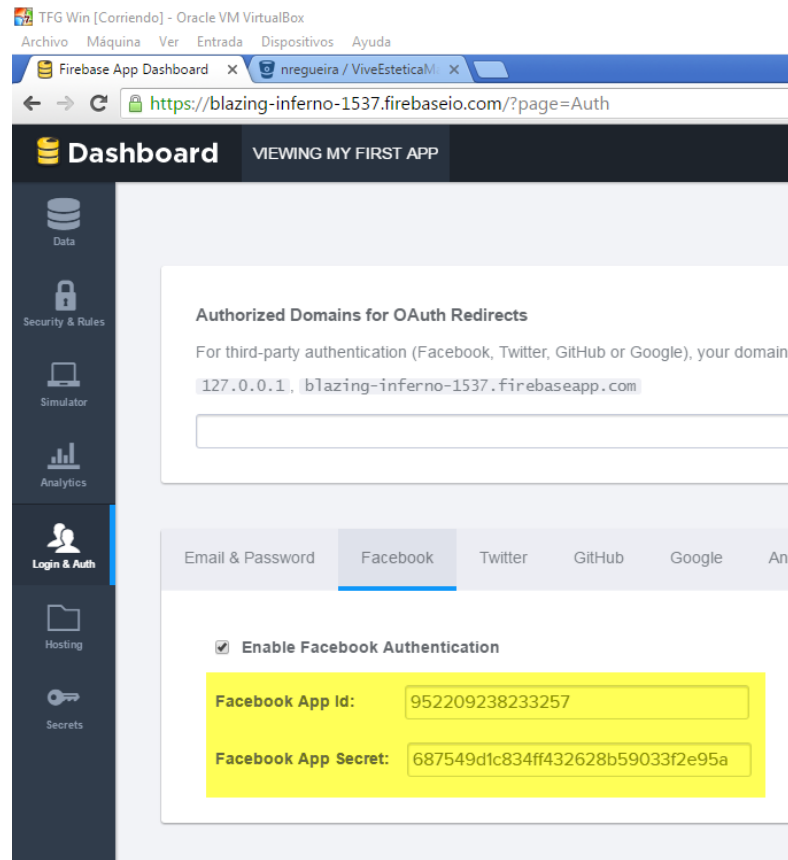 TFG Win [Corriendo] - Oracle VM VirtualBox
Archivo Máquina Ver Entrada Dispositivos Ayuda
Firebase App Dashboard nregueira / ViveEsteticaM
https://blazing-inferno-1537.firebaseio.com/?page=Auth
Dashboard VIEWING MY FIRST APP
Data
Security & Rules
Simulator
Analytics
Login & Auth
Hosting
Secrets
Authorized Domains for OAuth Redirects
For third-party authentication (Facebook, Twitter, GitHub or Google), your domain
127.0.0.1, blazing-inferno-1537.firebaseapp.com
Email & Password Facebook Twitter GitHub Google An
Enable Facebook Authentication
Facebook App Id: 952209238233257
Facebook App Secret: 687549d1c834ff432628b59033f2e95a